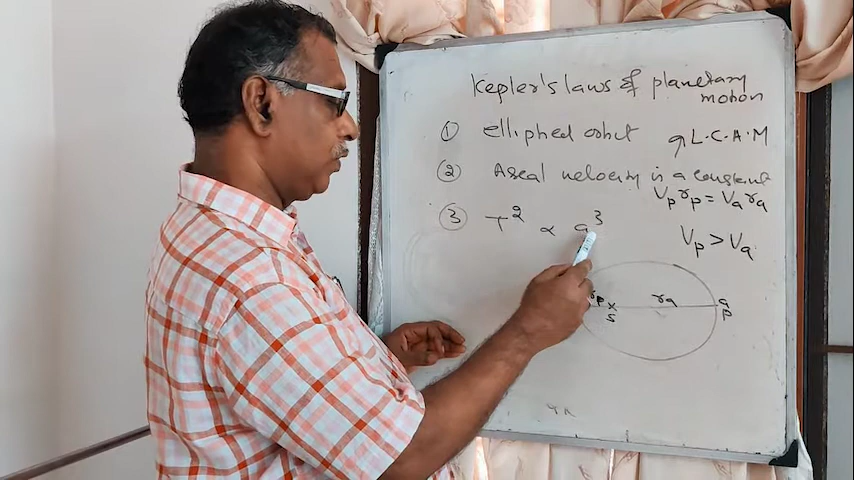 Kepler's laws of planetary
motion
① elliphed orbit → L.C.A.M
② Areal velocity is a constant
Vp rp = Va ra
③ T² ∝ a³
Vp > Va
rp ra a
S P